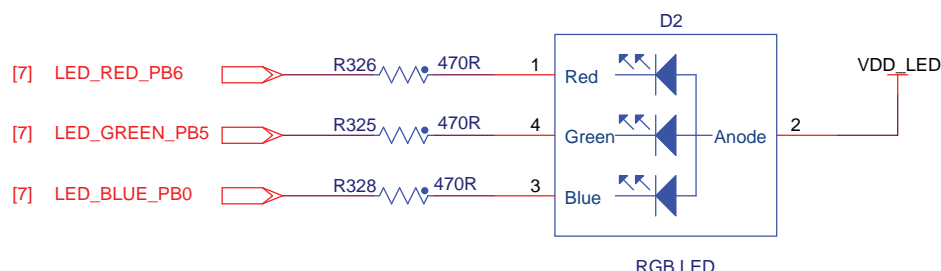 D2
[7] LED_RED_PB6 R326 470R 1 Red VDD_LED
[7] LED_GREEN_PB5 R325 470R 4 Green Anode 2
[7] LED_BLUE_PB0 R328 470R 3 Blue
RGB LED